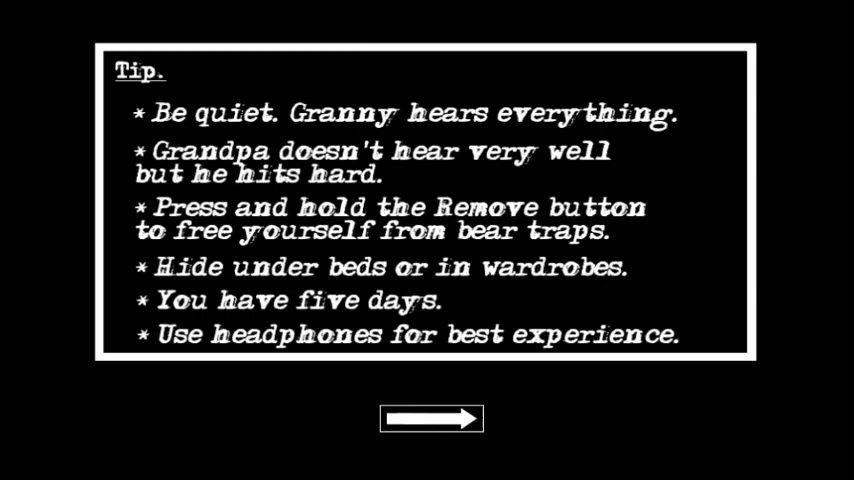 Tip.
* Be quiet. Granny hears everything.
* Grandpa doesn't hear very well
but he hits hard.
* Press and hold the Remove button
to free yourself from bear traps.
* Hide under beds or in wardrobes.
* You have five days.
* Use headphones for best experience.